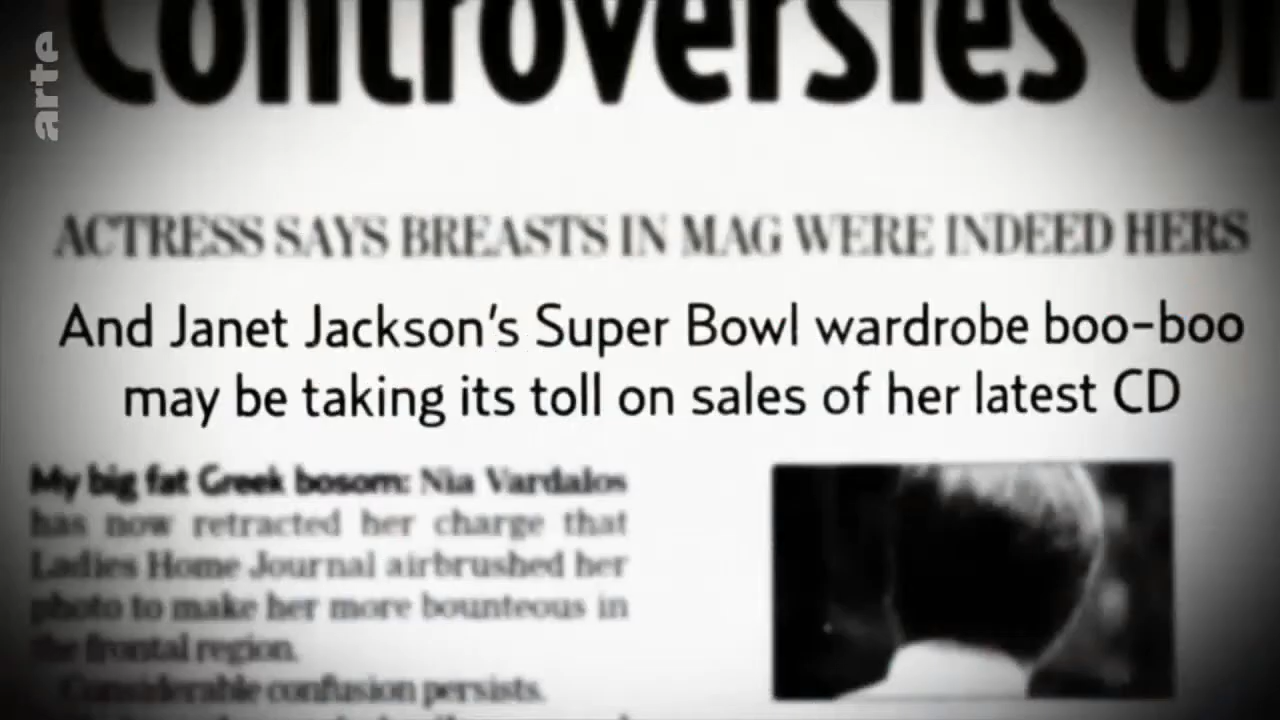 arte
Controversies of
ACTRESS SAYS BREASTS IN MAG WERE INDEED HERS
And Janet Jackson's Super Bowl wardrobe boo-boo
may be taking its toll on sales of her latest CD
My big fat Greek bosom: Nia Vardalos
has now retracted her charge that
Ladies Home Journal airbrushed her
photo to make her more bounteous in
the frontal region.
Considerable confusion persists.